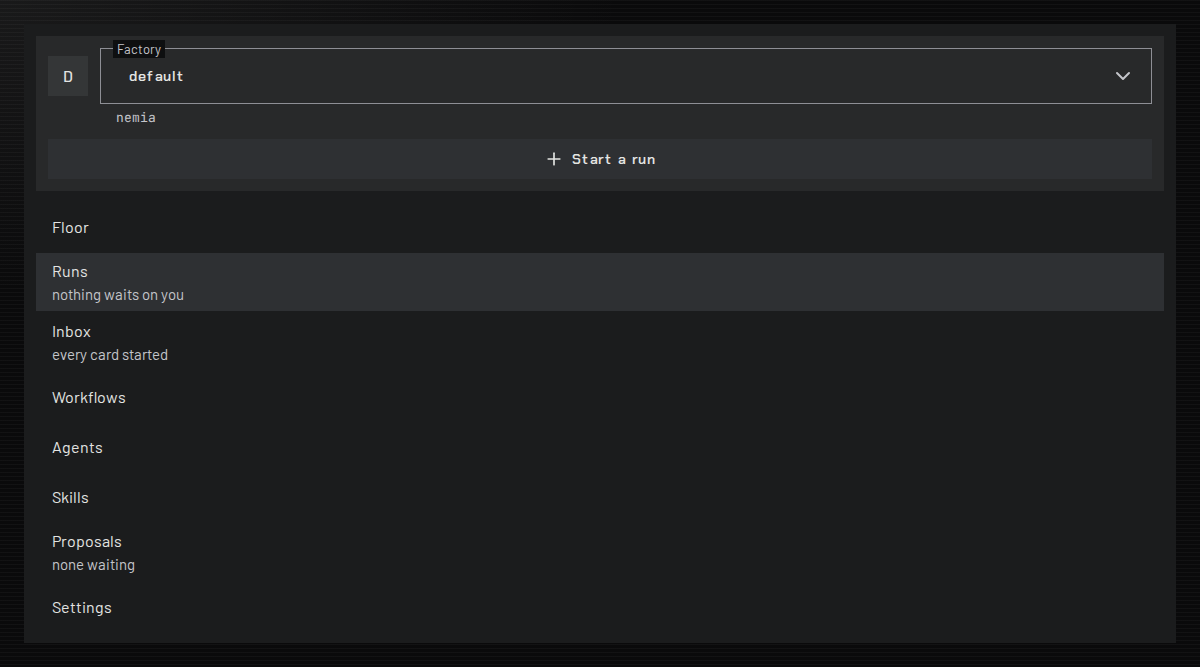 Factory
D
default
nemia
Start a run
Floor
Runs
nothing waits on you
Inbox
every card started
Workflows
Agents
Skills
Proposals
none waiting
Settings